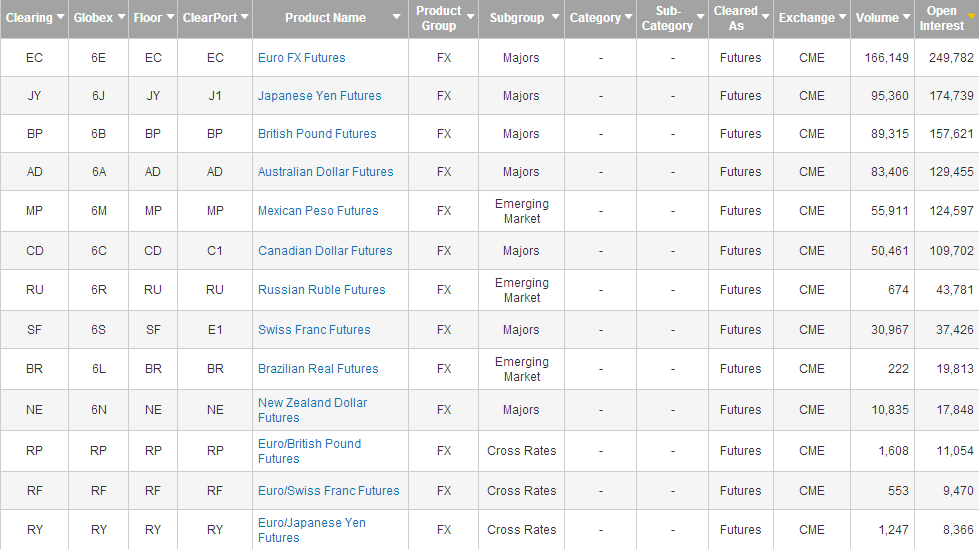 Clearing Globex Floor ClearPort Product Name Product Group Subgroup Category Sub-Category Cleared As Exchange Volume Open Interest
EC 6E EC EC Euro FX Futures FX Majors - - Futures CME 166,149 249,782
JY 6J JY J1 Japanese Yen Futures FX Majors - - Futures CME 95,360 174,739
BP 6B BP BP British Pound Futures FX Majors - - Futures CME 89,315 157,621
AD 6A AD AD Australian Dollar Futures FX Majors - - Futures CME 83,406 129,455
MP 6M MP MP Mexican Peso Futures FX Emerging Market - - Futures CME 55,911 124,597
CD 6C CD C1 Canadian Dollar Futures FX Majors - - Futures CME 50,461 109,702
RU 6R RU RU Russian Ruble Futures FX Emerging Market - - Futures CME 674 43,781
SF 6S SF E1 Swiss Franc Futures FX Majors - - Futures CME 30,967 37,426
BR 6L BR BR Brazilian Real Futures FX Emerging Market - - Futures CME 222 19,813
NE 6N NE NE New Zealand Dollar Futures FX Majors - - Futures CME 10,835 17,848
RP RP RP RP Euro/British Pound Futures FX Cross Rates - - Futures CME 1,608 11,054
RF RF RF RF Euro/Swiss Franc Futures FX Cross Rates - - Futures CME 553 9,470
RY RY RY RY Euro/Japanese Yen Futures FX Cross Rates - - Futures CME 1,247 8,366